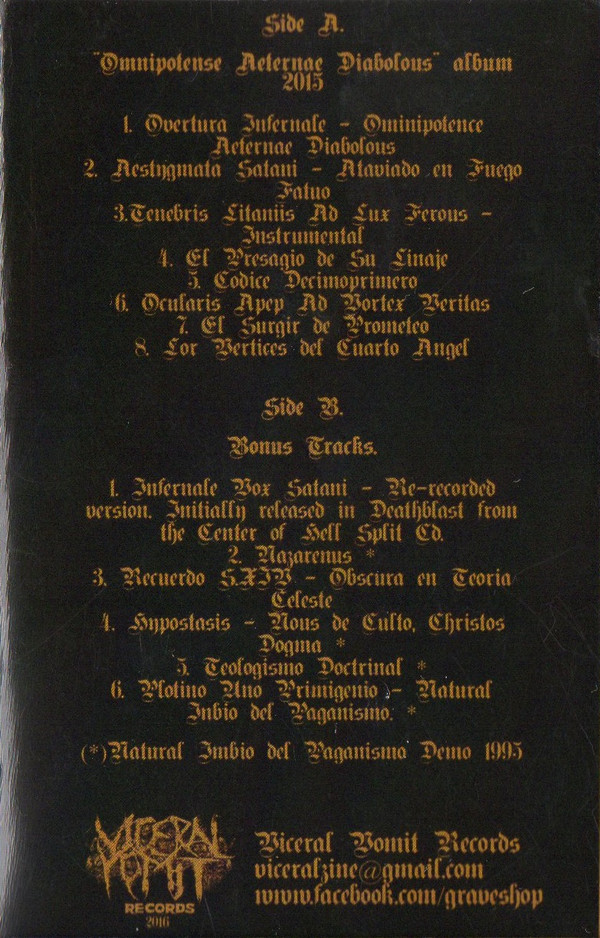 Side A.
"Omnipotense Aeternae Diabolous" album
2015
1. Overtura Infernale - Ominipotence
Aeternae Diabolous
2. Aestygmata Satani - Ataviado en Fuego
Fatuo
3.Tenebris Litaniis Ad Lux Ferous -
Instrumental
4. El Presagio de Su Linaje
5. Codice Decimoprimero
6. Ocularis Apep Ad Vortex Veritas
7. El Surgir de Prometeo
8. Lor Vertices del Cuarto Angel
Side B.
Bonus Tracks.
1. Infernale Vox Satani - Re-recorded
version. Initially released in Deathblast from
the Center of Hell Split Cd.
2. Nazarenus *
3. Recuerdo S.XIV - Obscura en Teoria
Celeste
4. Hypostasis - Nous de Culto, Christos
Dogma *
5. Teologismo Doctrinal *
6. Plotino Uno Primigenio - Natural
Inbio del Paganismo. *
(*)Natural Imbio del Paganismo Demo 1995
VICERAL
VOMIT
RECORDS
2016
Viceral Vomit Records
viceralzine@gmail.com
www.facebook.com/graveshop